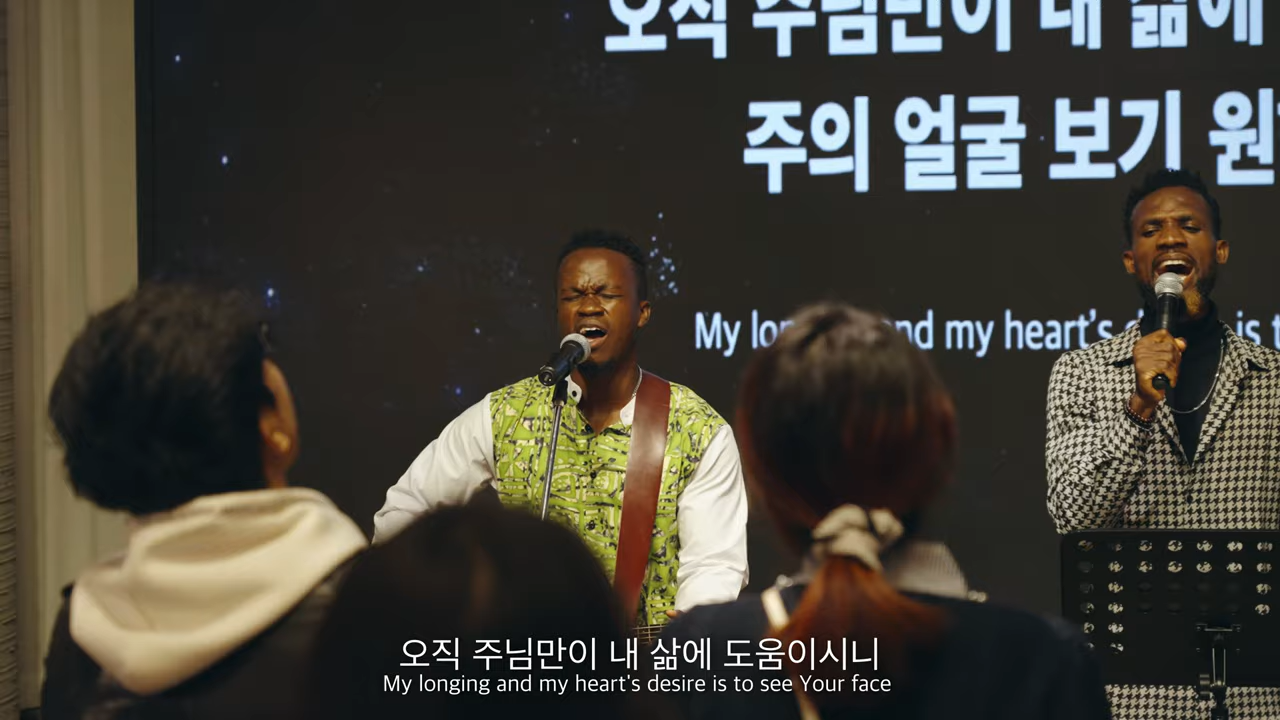 오직 주님만이 내 삶에
주의 얼굴 보기
My and my heart's is
오직 주님만이 내 삶에 도움이시니
My longing and my heart's desire is to see Your face